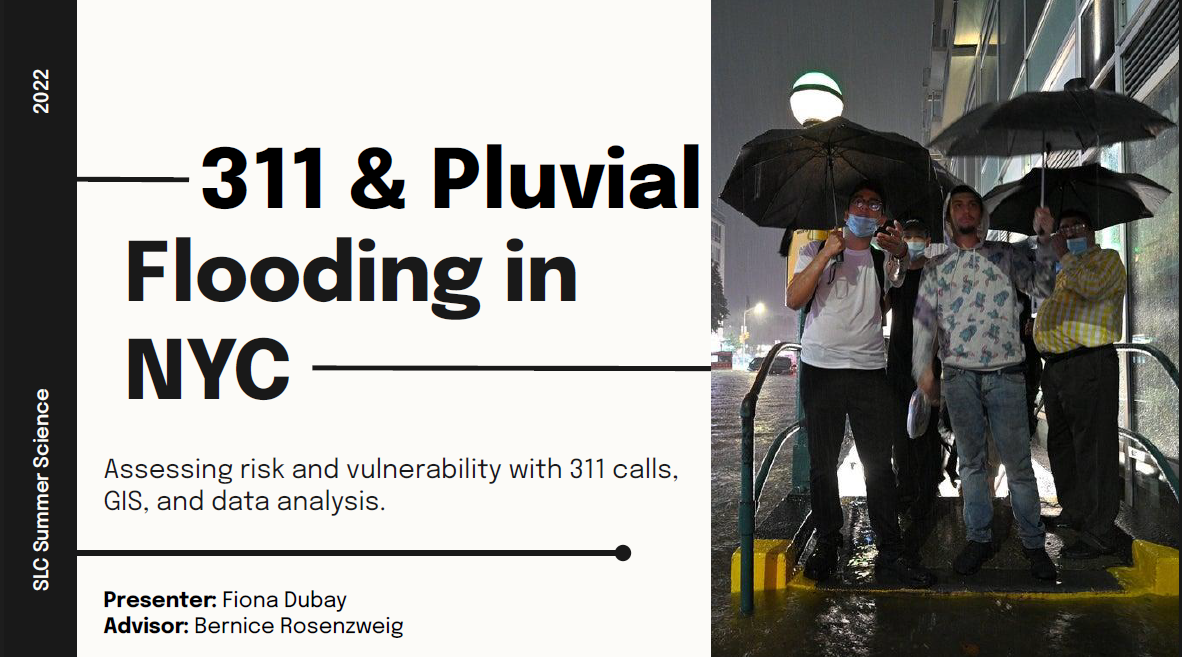 2022
SLC Summer Science
311 & Pluvial
Flooding in
NYC
Assessing risk and vulnerability with 311 calls,
GIS, and data analysis.
Presenter: Fiona Dubay
Advisor: Bernice Rosenzweig